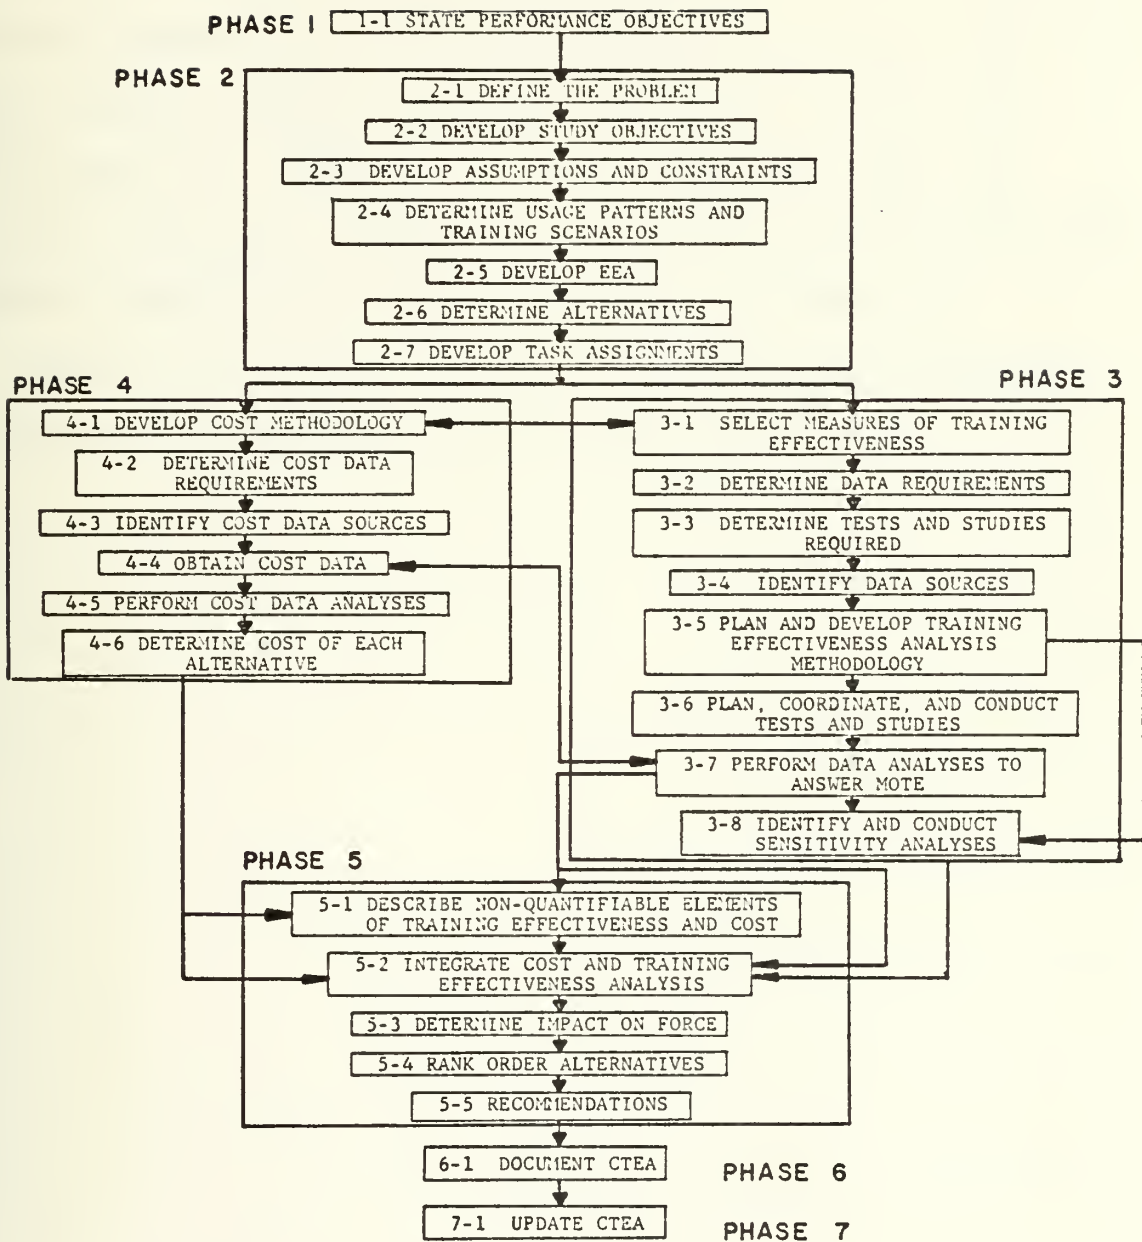 PHASE 1
1-1 STATE PERFORMANCE OBJECTIVES
PHASE 2
2-1 DEFINE THE PROBLEM
2-2 DEVELOP STUDY OBJECTIVES
2-3 DEVELOP ASSUMPTIONS AND CONSTRAINTS
2-4 DETERMINE USAGE PATTERNS AND
TRAINING SCENARIOS
2-5 DEVELOP EEA
2-6 DETERMINE ALTERNATIVES
2-7 DEVELOP TASK ASSIGNMENTS
PHASE 4
4-1 DEVELOP COST METHODOLOGY
4-2 DETERMINE COST DATA
REQUIREMENTS
4-3 IDENTIFY COST DATA SOURCES
4-4 OBTAIN COST DATA
4-5 PERFORM COST DATA ANALYSES
4-6 DETERMINE COST OF EACH
ALTERNATIVE
PHASE 3
3-1 SELECT MEASURES OF TRAINING
EFFECTIVENESS
3-2 DETERMINE DATA REQUIREMENTS
3-3 DETERMINE TESTS AND STUDIES
REQUIRED
3-4 IDENTIFY DATA SOURCES
3-5 PLAN AND DEVELOP TRAINING
EFFECTIVENESS ANALYSIS
METHODOLOGY
3-6 PLAN, COORDINATE, AND CONDUCT
TESTS AND STUDIES
3-7 PERFORM DATA ANALYSES TO
ANSWER MOTE
3-8 IDENTIFY AND CONDUCT
SENSITIVITY ANALYSES
PHASE 5
5-1 DESCRIBE NON-QUANTIFIABLE ELEMENTS
OF TRAINING EFFECTIVENESS AND COST
5-2 INTEGRATE COST AND TRAINING
EFFECTIVENESS ANALYSIS
5-3 DETERMINE IMPACT ON FORCE
5-4 RANK ORDER ALTERNATIVES
5-5 RECOMMENDATIONS
6-1 DOCUMENT CTEA
PHASE 6
7-1 UPDATE CTEA
PHASE 7